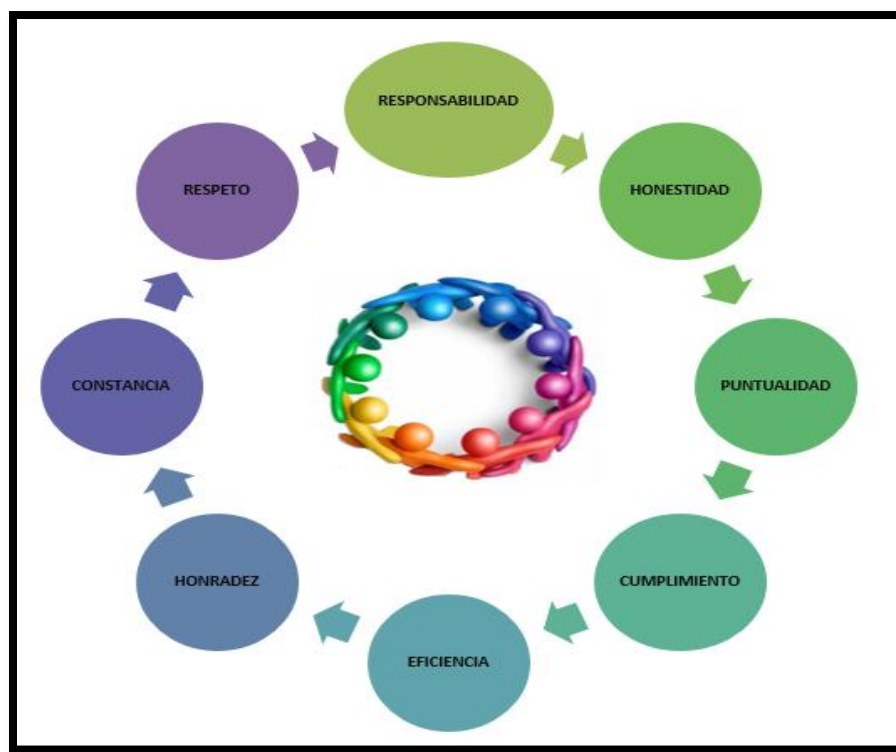 RESPONSABILIDAD
HONESTIDAD
PUNTUALIDAD
CUMPLIMIENTO
EFICIENCIA
HONRADEZ
CONSTANCIA
RESPETO